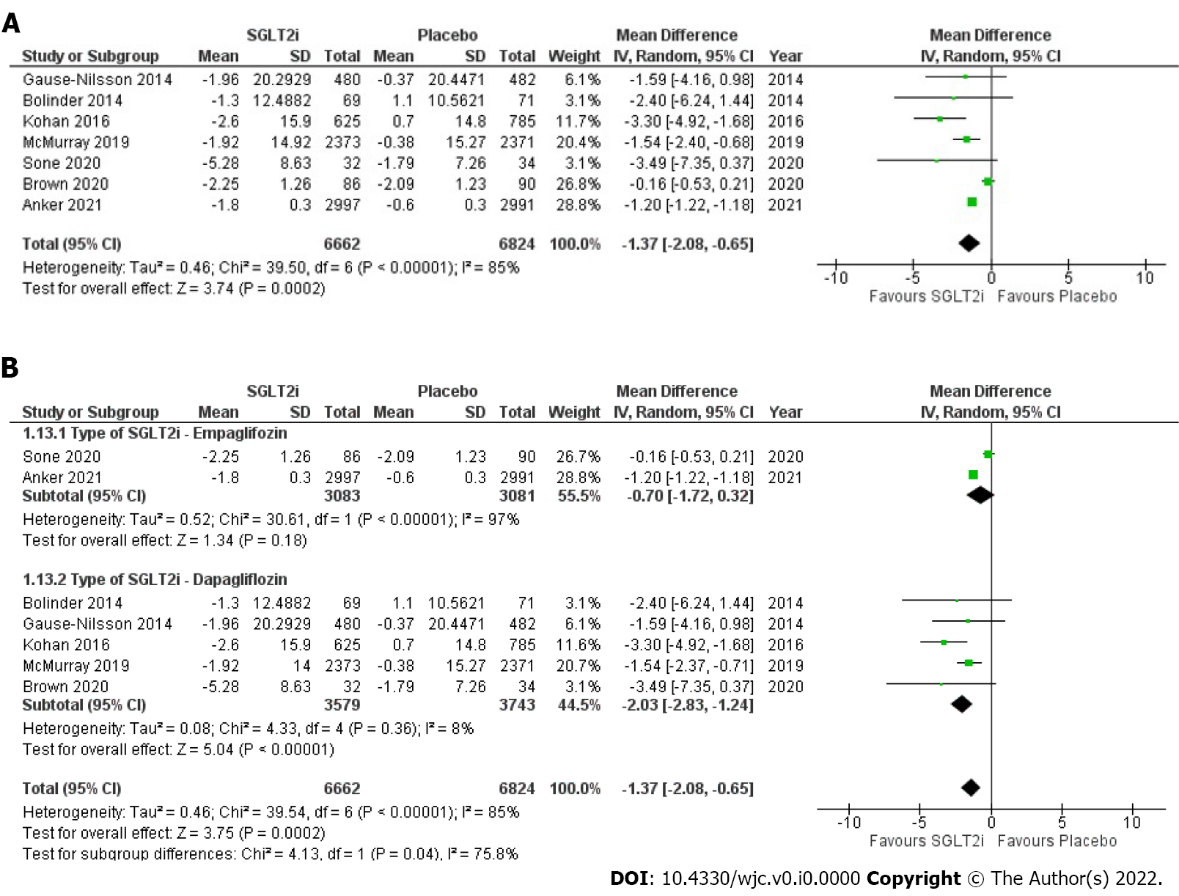 A
SGLT2i Placebo Mean Difference Mean Difference
Study or Subgroup Mean SD Total Mean SD Total Weight IV, Random, 95% CI Year IV, Random, 95% CI
Gause-Nilsson 2014 -1.96 20.2929 480 -0.37 20.4471 482 6.1% -1.59 [-4.16, 0.98] 2014
Bolinder 2014 -1.3 12.4882 69 1.1 10.5621 71 3.1% -2.40 [-6.24, 1.44] 2014
Kohan 2016 -2.6 15.9 625 0.7 14.8 785 11.7% -3.30 [-4.92, -1.68] 2016
McMurray 2019 -1.92 14.92 2373 -0.38 15.27 2371 20.4% -1.54 [-2.40, -0.68] 2019
Sone 2020 -5.28 8.63 32 -1.79 7.26 34 3.1% -3.49 [-7.35, 0.37] 2020
Brown 2020 -2.25 1.26 86 -2.09 1.23 90 26.8% -0.16 [-0.53, 0.21] 2020
Anker 2021 -1.8 0.3 2997 -0.6 0.3 2991 28.8% -1.20 [-1.22, -1.18] 2021
Total (95% CI) 6662 6824 100.0% -1.37 [-2.08, -0.65]
Heterogeneity: Tau² = 0.46; Chi² = 39.50, df = 6 (P < 0.00001); I² = 85%
Test for overall effect: Z = 3.74 (P = 0.0002)
-10 -5 0 5 10
Favours SGLT2i Favours Placebo
B
SGLT2i Placebo Mean Difference Mean Difference
Study or Subgroup Mean SD Total Mean SD Total Weight IV, Random, 95% CI Year IV, Random, 95% CI
1.13.1 Type of SGLT2i - Empaglifozin
Sone 2020 -2.25 1.26 86 -2.09 1.23 90 26.7% -0.16 [-0.53, 0.21] 2020
Anker 2021 -1.8 0.3 2997 -0.6 0.3 2991 28.8% -1.20 [-1.22, -1.18] 2021
Subtotal (95% CI) 3083 3081 55.5% -0.70 [-1.72, 0.32]
Heterogeneity: Tau² = 0.52; Chi² = 30.61, df = 1 (P < 0.00001); I² = 97%
Test for overall effect: Z = 1.34 (P = 0.18)
1.13.2 Type of SGLT2i - Dapagliflozin
Bolinder 2014 -1.3 12.4882 69 1.1 10.5621 71 3.1% -2.40 [-6.24, 1.44] 2014
Gause-Nilsson 2014 -1.96 20.2929 480 -0.37 20.4471 482 6.1% -1.59 [-4.16, 0.98] 2014
Kohan 2016 -2.6 15.9 625 0.7 14.8 785 11.6% -3.30 [-4.92, -1.68] 2016
McMurray 2019 -1.92 14 2373 -0.38 15.27 2371 20.7% -1.54 [-2.37, -0.71] 2019
Brown 2020 -5.28 8.63 32 -1.79 7.26 34 3.1% -3.49 [-7.35, 0.37] 2020
Subtotal (95% CI) 3579 3743 44.5% -2.03 [-2.83, -1.24]
Heterogeneity: Tau² = 0.08; Chi² = 4.33, df = 4 (P = 0.36); I² = 8%
Test for overall effect: Z = 5.04 (P < 0.00001)
Total (95% CI) 6662 6824 100.0% -1.37 [-2.08, -0.65]
Heterogeneity: Tau² = 0.46; Chi² = 39.54, df = 6 (P < 0.00001); I² = 85%
Test for overall effect: Z = 3.75 (P = 0.0002)
Test for subgroup differences: Chi² = 4.13, df = 1 (P = 0.04), I² = 75.8%
-10 -5 0 5 10
Favours SGLT2i Favours Placebo
DOI: 10.4330/wjc.v0.i0.0000 Copyright © The Author(s) 2022.